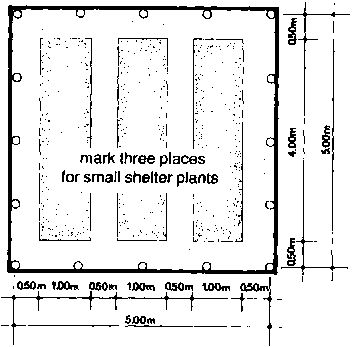 mark three places
for small shelter plants
0.50m 1.00m 0.50m 1.00m 0.50m 1.00m 0.50m
5.00m
0.50m
4.00m
5.00m
0.50m